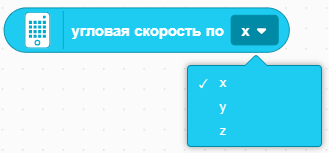 угловая скорость по x
✓ x
y
z